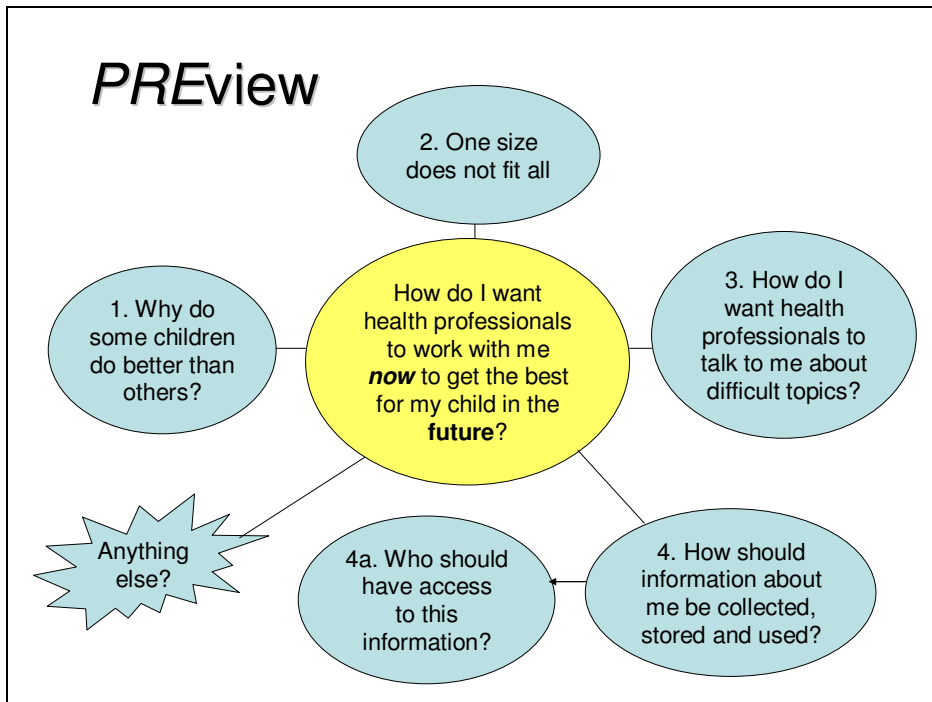 PREview
2. One size
does not fit all
1. Why do
some children
do better than
others?
How do I want
health professionals
to work with me
now to get the best
for my child in the
future?
3. How do I
want health
professionals to
talk to me about
difficult topics?
Anything
else?
4a. Who should
have access
to this
information?
4. How should
information about
me be collected,
stored and used?